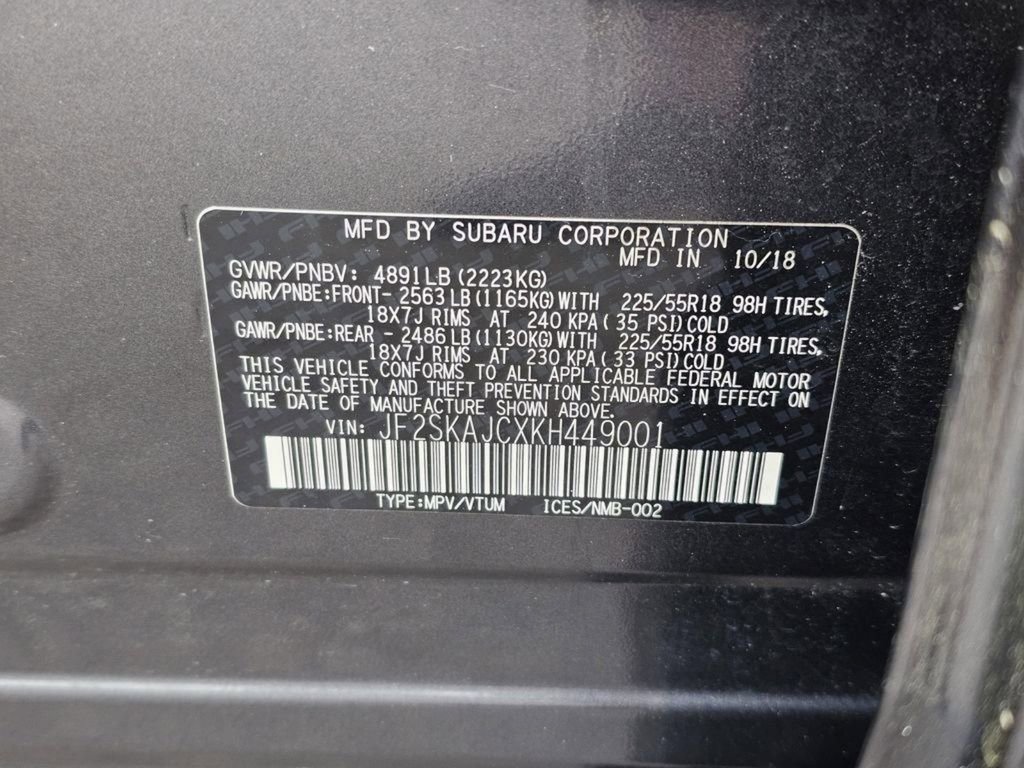 MFD BY SUBARU CORPORATION
MFD IN 10/18
GVWR/PNBV: 4891LB (2223KG)
GAWR/PNBE:FRONT- 2563 LB (1165KG) WITH 225/55R18 98H TIRES,
18X7J RIMS AT 240 KPA ( 35 PSI) COLD
GAWR/PNBE:REAR - 2486 LB (1130KG) WITH 225/55R18 98H TIRES,
18X7J RIMS AT 230 KPA ( 33 PSI) COLD
THIS VEHICLE CONFORMS TO ALL APPLICABLE FEDERAL MOTOR
VEHICLE SAFETY AND THEFT PREVENTION STANDARDS IN EFFECT ON
THE DATE OF MANUFACTURE SHOWN ABOVE.
VIN: JF2SKAJCXKH449001
TYPE:MPV/VTUM ICES/NMB-002